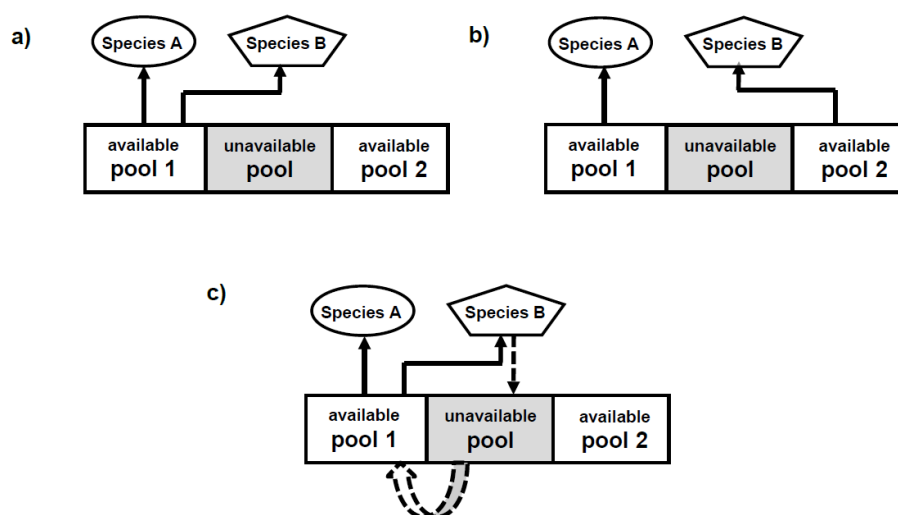 a)
Species A
Species B
available
pool 1
unavailable
pool
available
pool 2
b)
Species A
Species B
available
pool 1
unavailable
pool
available
pool 2
c)
Species A
Species B
available
pool 1
unavailable
pool
available
pool 2